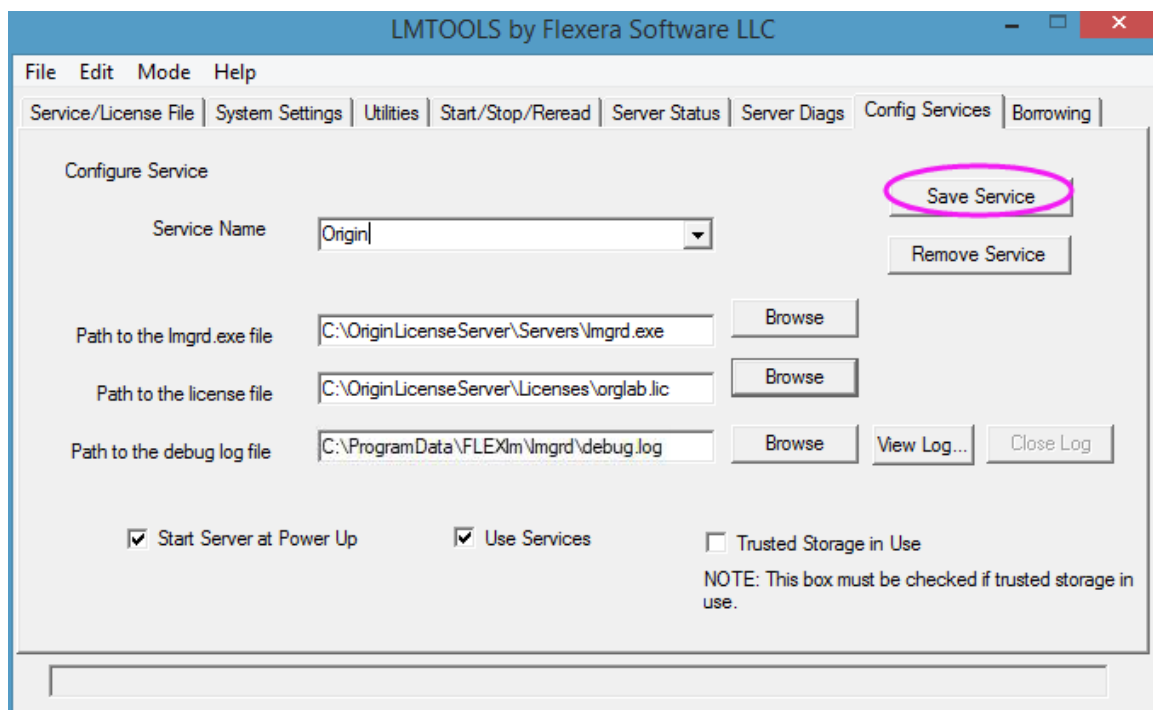 LMTOOLS by Flexera Software LLC
File Edit Mode Help
Service/License File System Settings Utilities Start/Stop/Reread Server Status Server Diags Config Services Borrowing
Configure Service
Save Service
Service Name Origin
Remove Service
Path to the lmgrd.exe file C:\OriginLicenseServer\Servers\lmgrd.exe Browse
Path to the license file C:\OriginLicenseServer\Licenses\orglab.lic Browse
Path to the debug log file C:\ProgramData\FLEXlm\lmgrd\debug.log Browse View Log... Close Log
Start Server at Power Up Use Services Trusted Storage in Use
NOTE: This box must be checked if trusted storage in
use.